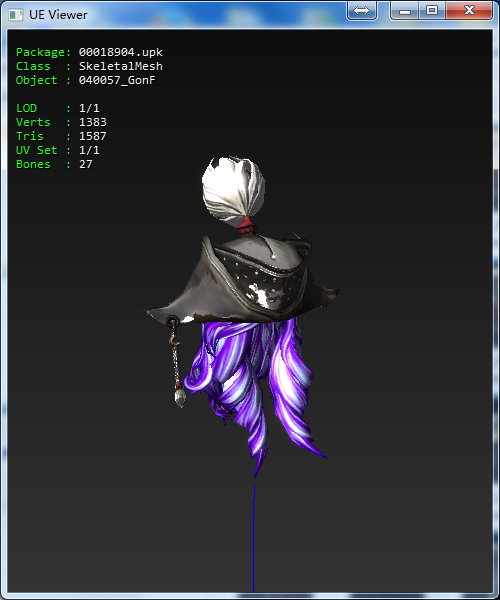 UE Viewer
Package: 00018904.upk
Class : SkeletalMesh
Object : 040057_GonF
LOD : 1/1
Verts : 1383
Tris : 1587
UV Set : 1/1
Bones : 27